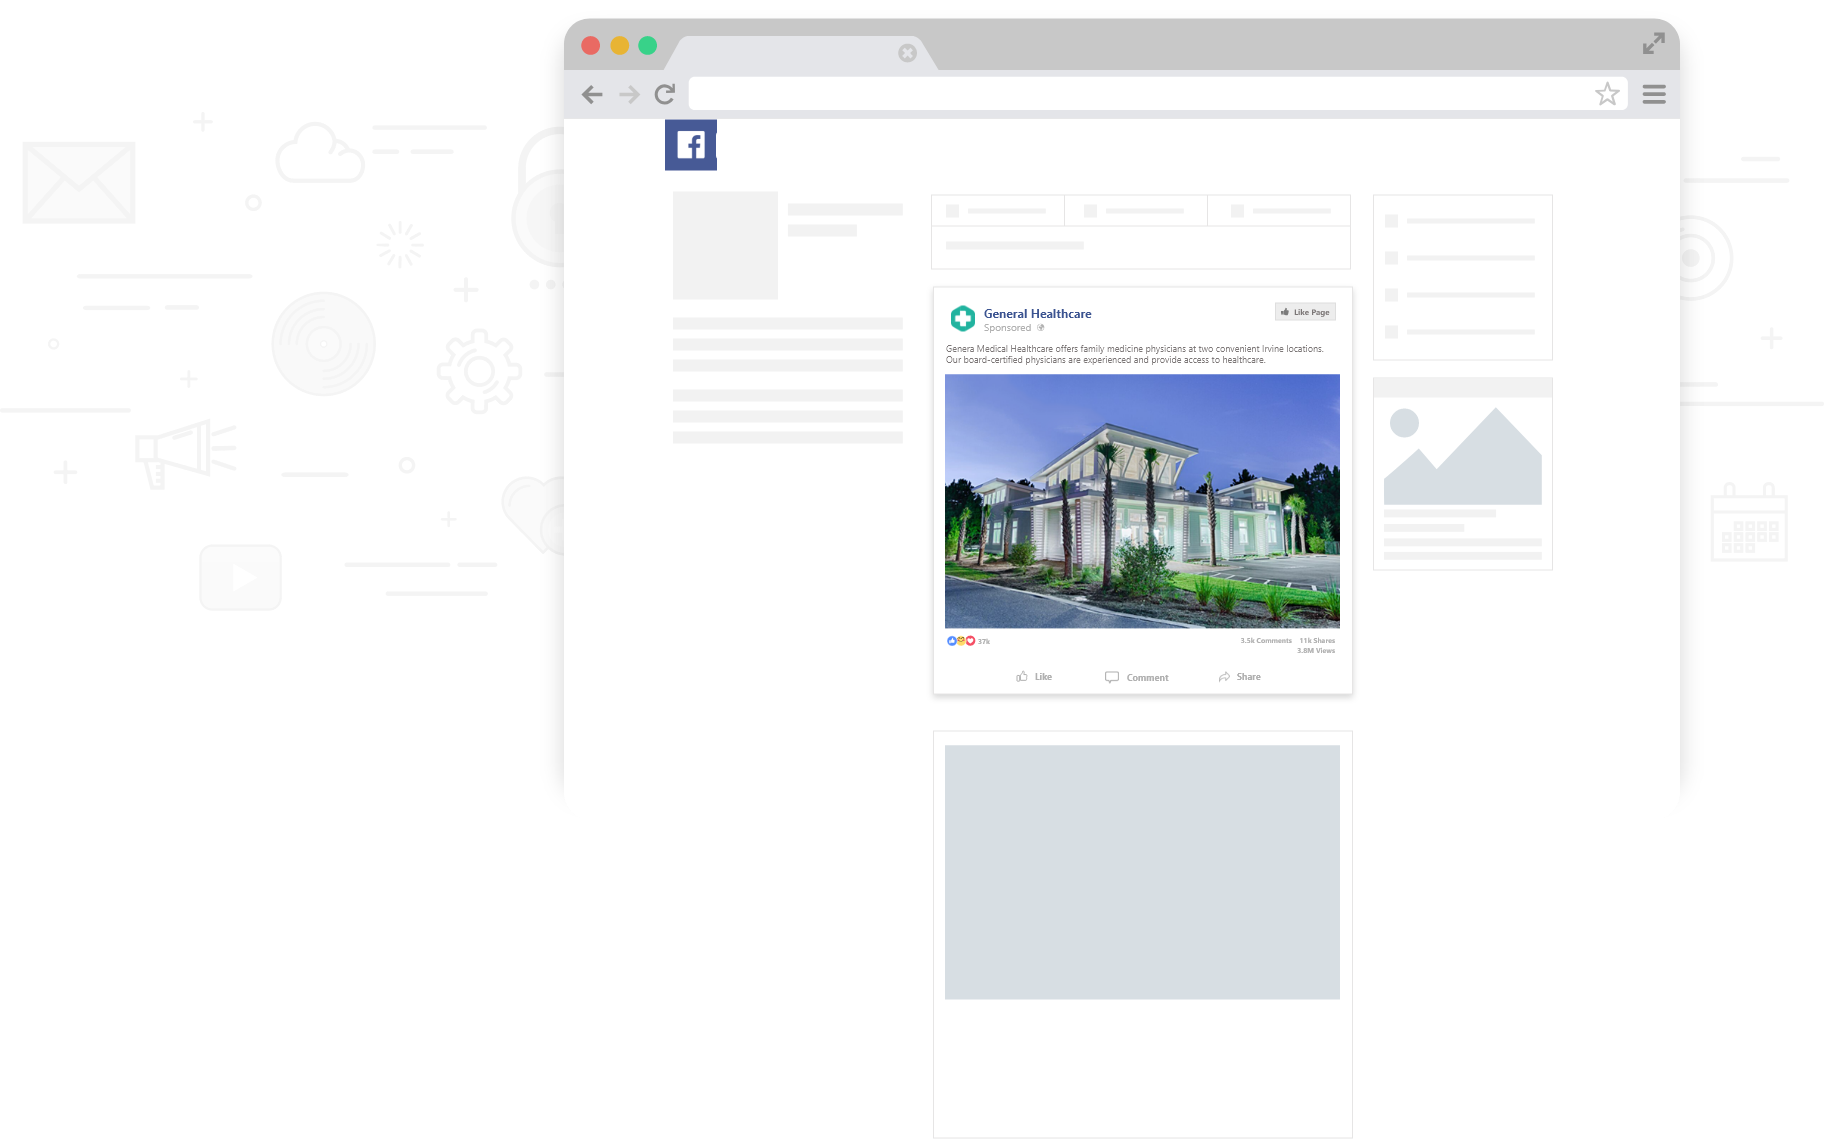 General Healthcare
Sponsored
Like Page
Genera Medical Healthcare offers family medicine physicians at two convenient Irvine locations.
Our board-certified physicians are experienced and provide access to healthcare.
37k
3.5k Comments 11k Shares
3.8M Views
Like Comment Share